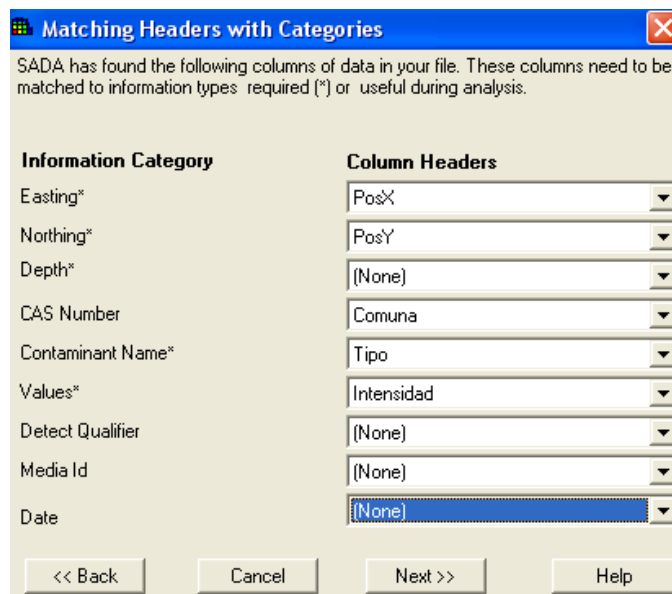 Matching Headers with Categories
SADA has found the following columns of data in your file. These columns need to be
matched to information types required (*) or useful during analysis.
Information Category Column Headers
Easting* PosX
Northing* PosY
Depth* (None)
CAS Number Comuna
Contaminant Name* Tipo
Values* Intensidad
Detect Qualifier (None)
Media Id (None)
Date (None)
<< Back Cancel Next >> Help